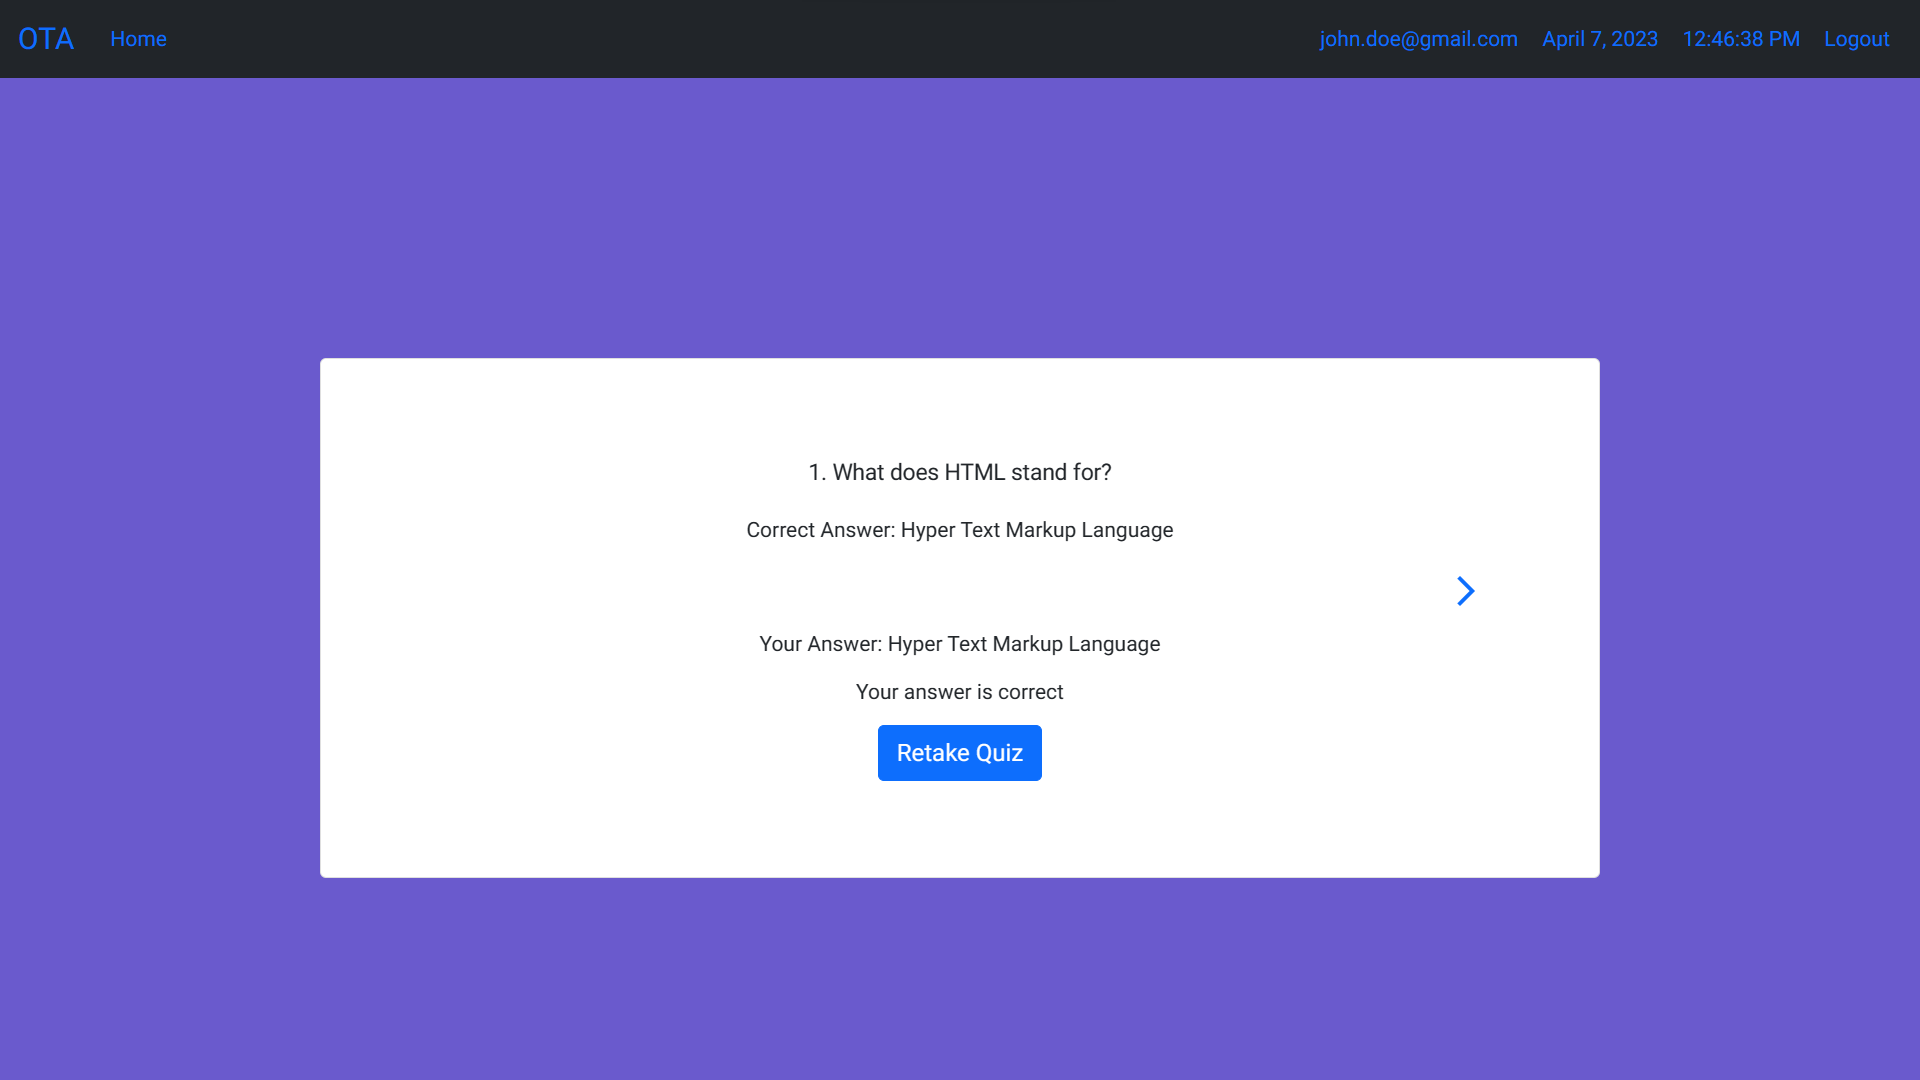 OTA Home john.doe@gmail.com April 7, 2023 12:46:38 PM Logout
1. What does HTML stand for?
Correct Answer: Hyper Text Markup Language
Your Answer: Hyper Text Markup Language
Your answer is correct
Retake Quiz